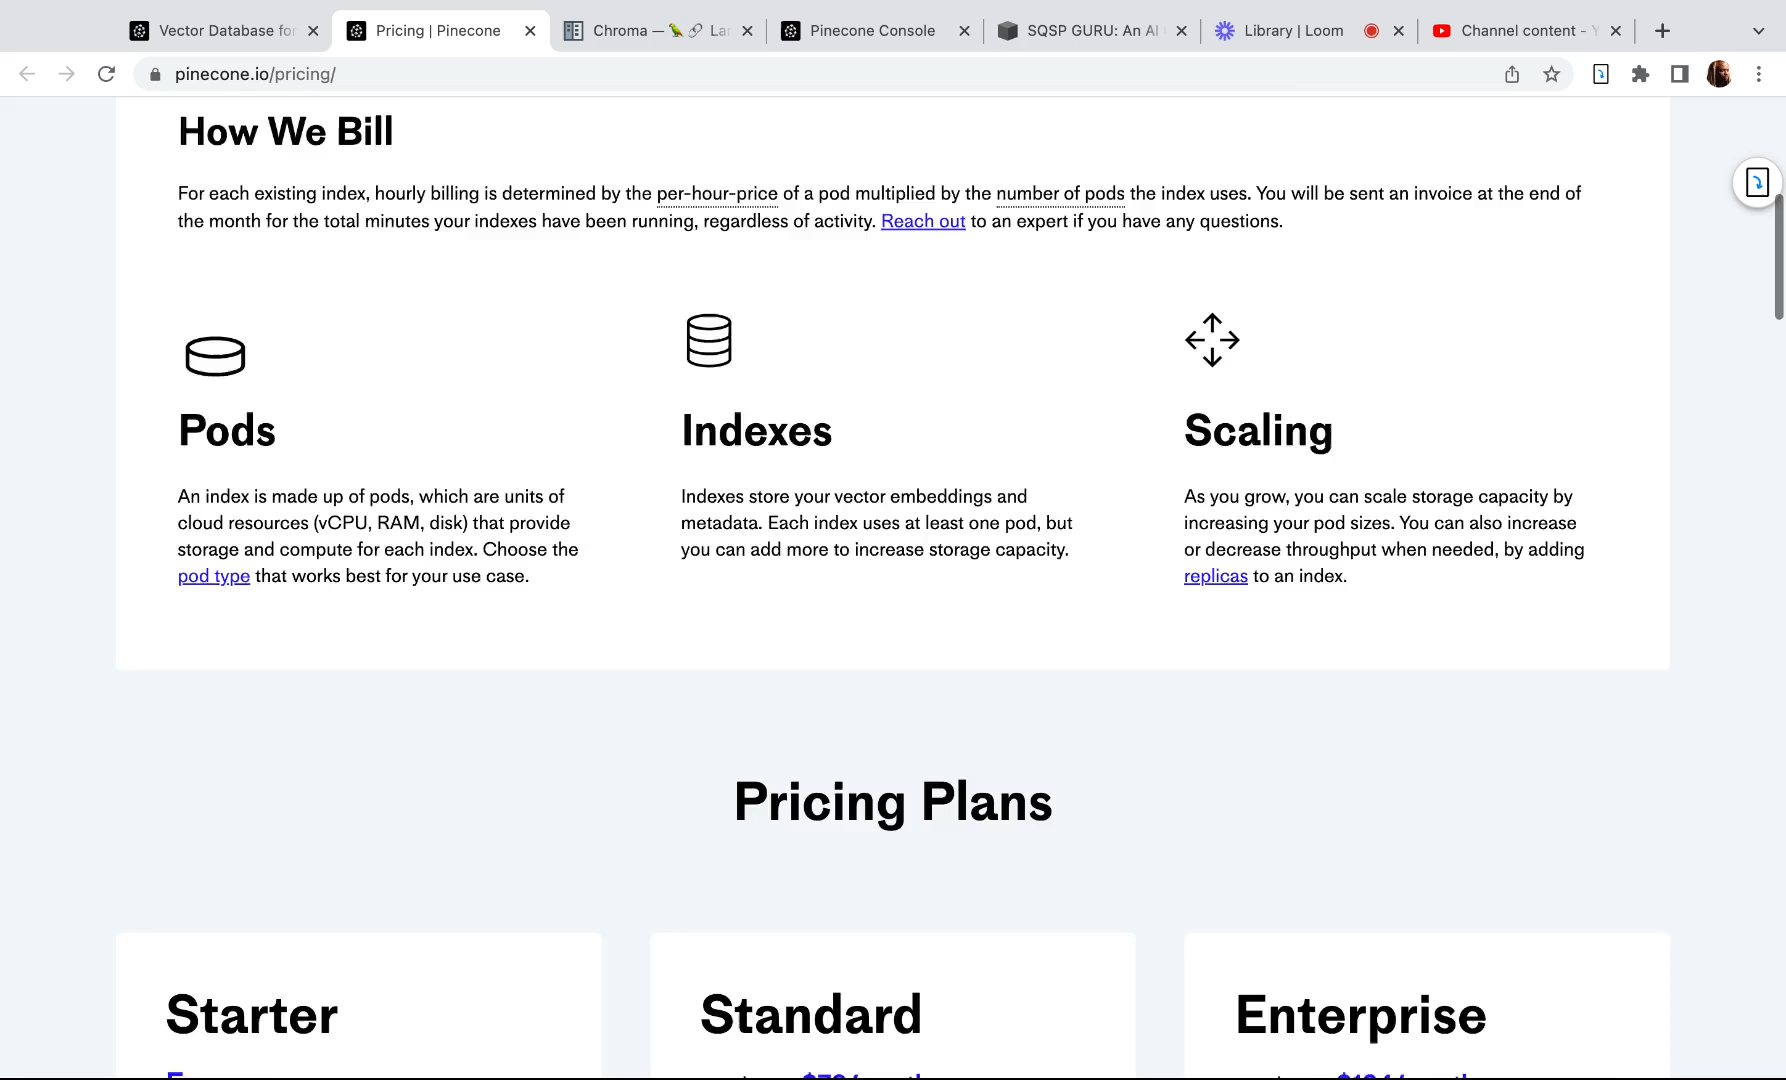 Vector Database for
Pricing | Pinecone
Chroma — 🦜🔗 La
Pinecone Console
SQSP GURU: An AI
Library | Loom
Channel content -
pinecone.io/pricing/
How We Bill
For each existing index, hourly billing is determined by the per-hour-price of a pod multiplied by the number of pods the index uses. You will be sent an invoice at the end of
the month for the total minutes your indexes have been running, regardless of activity. Reach out to an expert if you have any questions.
Pods
An index is made up of pods, which are units of
cloud resources (vCPU, RAM, disk) that provide
storage and compute for each index. Choose the
pod type that works best for your use case.
Indexes
Indexes store your vector embeddings and
metadata. Each index uses at least one pod, but
you can add more to increase storage capacity.
Scaling
As you grow, you can scale storage capacity by
increasing your pod sizes. You can also increase
or decrease throughput when needed, by adding
replicas to an index.
Pricing Plans
Starter
Standard
Enterprise